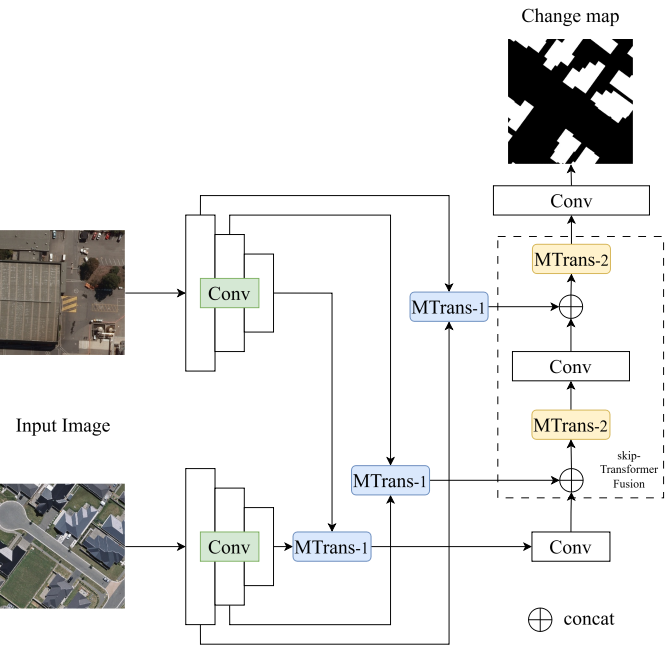 Change map
Conv
MTrans-2
Conv
MTrans-1
Conv
MTrans-2
Input Image
skip-
Transformer
Fusion
MTrans-1
Conv
MTrans-1
Conv
concat